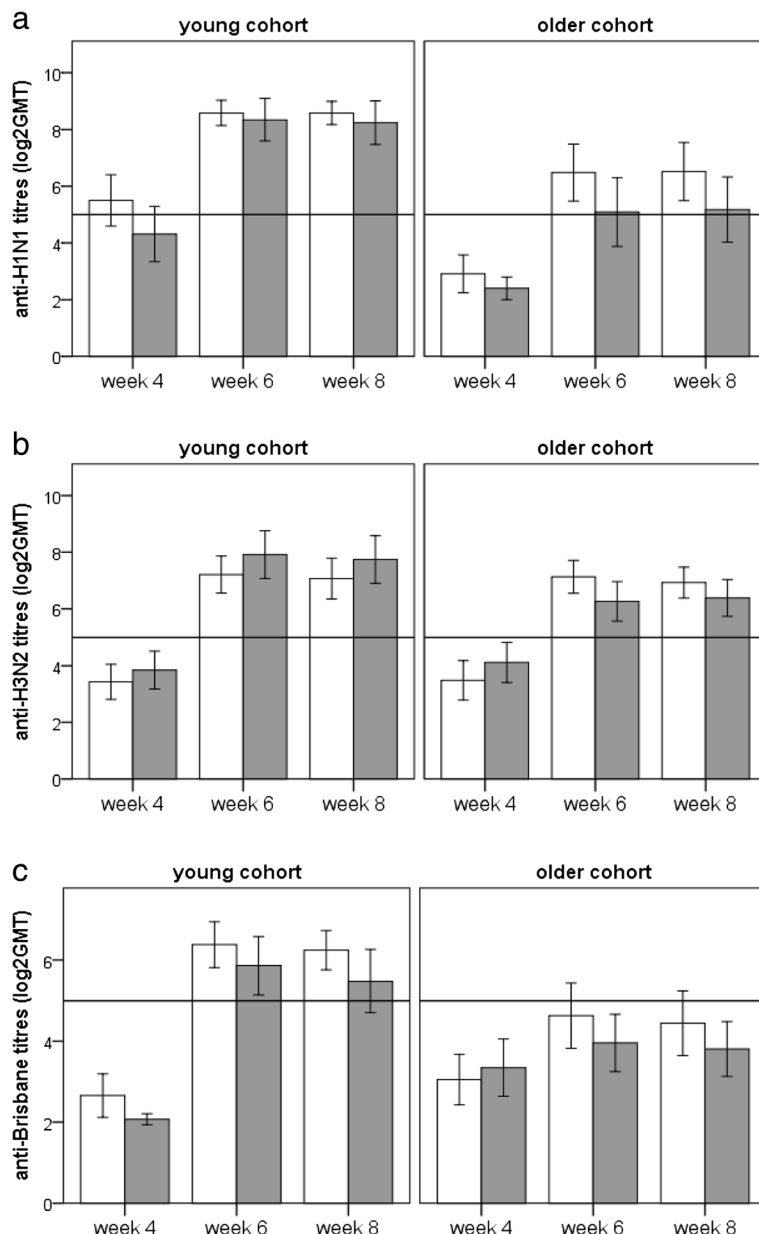 a
young cohort older cohort
anti-H1N1 titres (log2GMT)
10
8
6
4
2
0
week 4 week 6 week 8 week 4 week 6 week 8
b
young cohort older cohort
anti-H3N2 titres (log2GMT)
10
8
6
4
2
0
week 4 week 6 week 8 week 4 week 6 week 8
c
young cohort older cohort
anti-Brisbane titres (log2GMT)
6
4
2
0
week 4 week 6 week 8 week 4 week 6 week 8